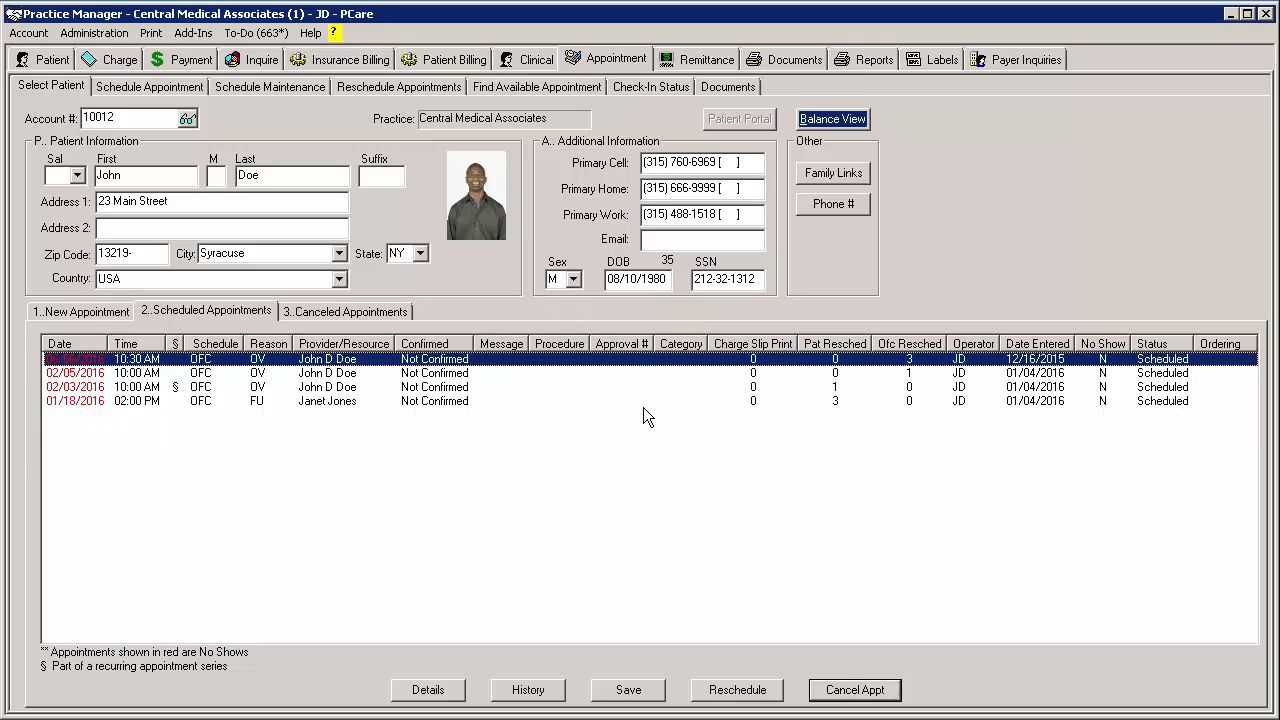 Practice Manager - Central Medical Associates (1) - JD - PCare
Account Administration Print Add-Ins To-Do (663*) Help ?
Patient Charge Payment Inquire Insurance Billing Patient Billing Clinical Appointment Remittance Documents Reports Labels Payer Inquiries
Select Patient Schedule Appointment Schedule Maintenance Reschedule Appointments Find Available Appointment Check-In Status Documents
Account #: 10012 Practice: Central Medical Associates Patient Portal Balance View
P.. Patient Information A.. Additional Information Other
Sal First M Last Suffix
John Doe
Address 1: 23 Main Street
Address 2:
Zip Code: 13219- City: Syracuse State: NY
Country: USA
Primary Cell: (315) 760-6969 [ ]
Primary Home: (315) 666-9999 [ ]
Primary Work: (315) 488-1518 [ ]
Email:
Sex DOB 35 SSN
M 08/10/1980 212-32-1312
Family Links
Phone #
1..New Appointment 2..Scheduled Appointments 3..Canceled Appointments
Date Time § Schedule Reason Provider/Resource Confirmed Message Procedure Approval # Category Charge Slip Print Pat Resched Ofc Resched Operator Date Entered No Show Status Ordering
10:30 AM OFC OV John D Doe Not Confirmed 0 0 3 JD 12/16/2015 N Scheduled
02/05/2016 10:00 AM OFC OV John D Doe Not Confirmed 0 0 1 JD 01/04/2016 N Scheduled
02/03/2016 10:00 AM § OFC OV John D Doe Not Confirmed 0 1 0 JD 01/04/2016 N Scheduled
01/18/2016 02:00 PM OFC FU Janet Jones Not Confirmed 0 3 0 JD 01/04/2016 N Scheduled
** Appointments shown in red are No Shows
§ Part of a recurring appointment series
Details History Save Reschedule Cancel Appt